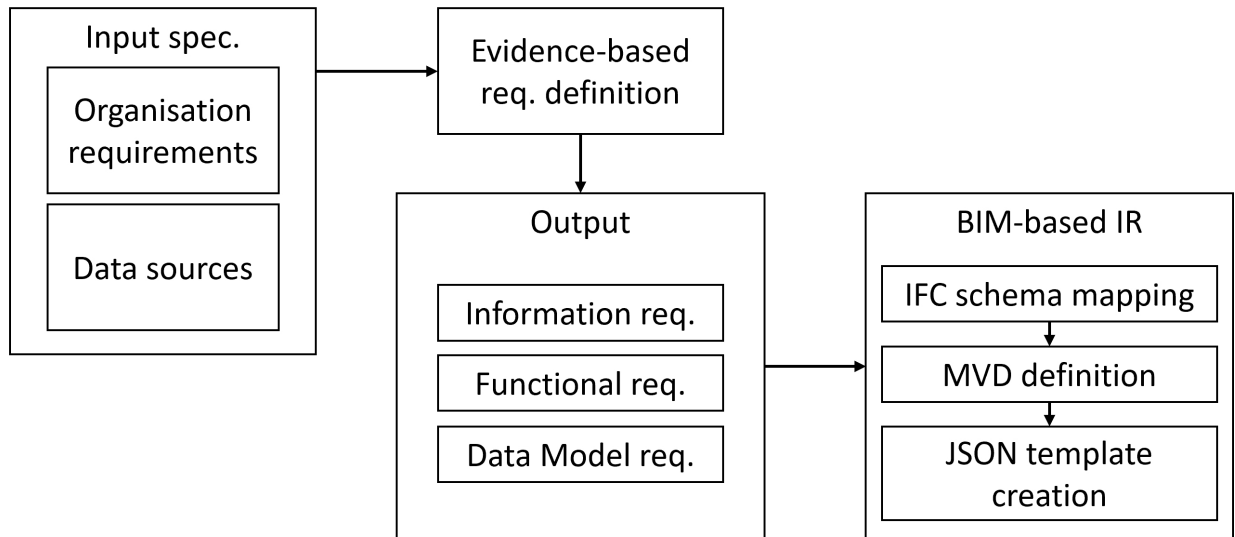 Input spec.
Organisation
requirements
Data sources
Evidence-based
req. definition
Output
Information req.
Functional req.
Data Model req.
BIM-based IR
IFC schema mapping
MVD definition
JSON template
creation